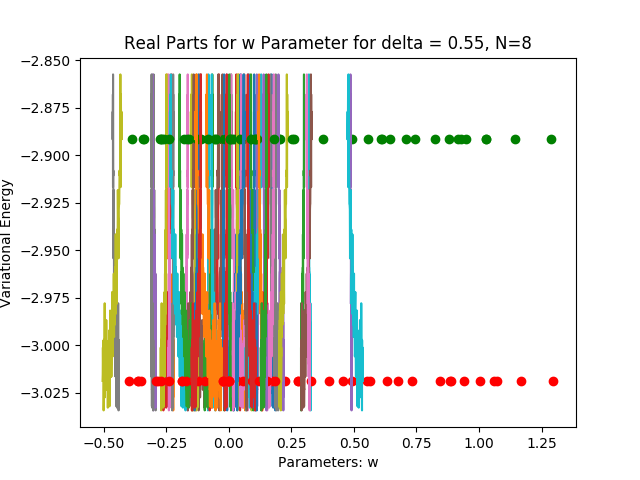 Real Parts for w Parameter for delta = 0.55, N=8
Variational Energy
−2.850
−2.875
−2.900
−2.925
−2.950
−2.975
−3.000
−3.025
−0.50 −0.25 0.00 0.25 0.50 0.75 1.00 1.25
Parameters: w